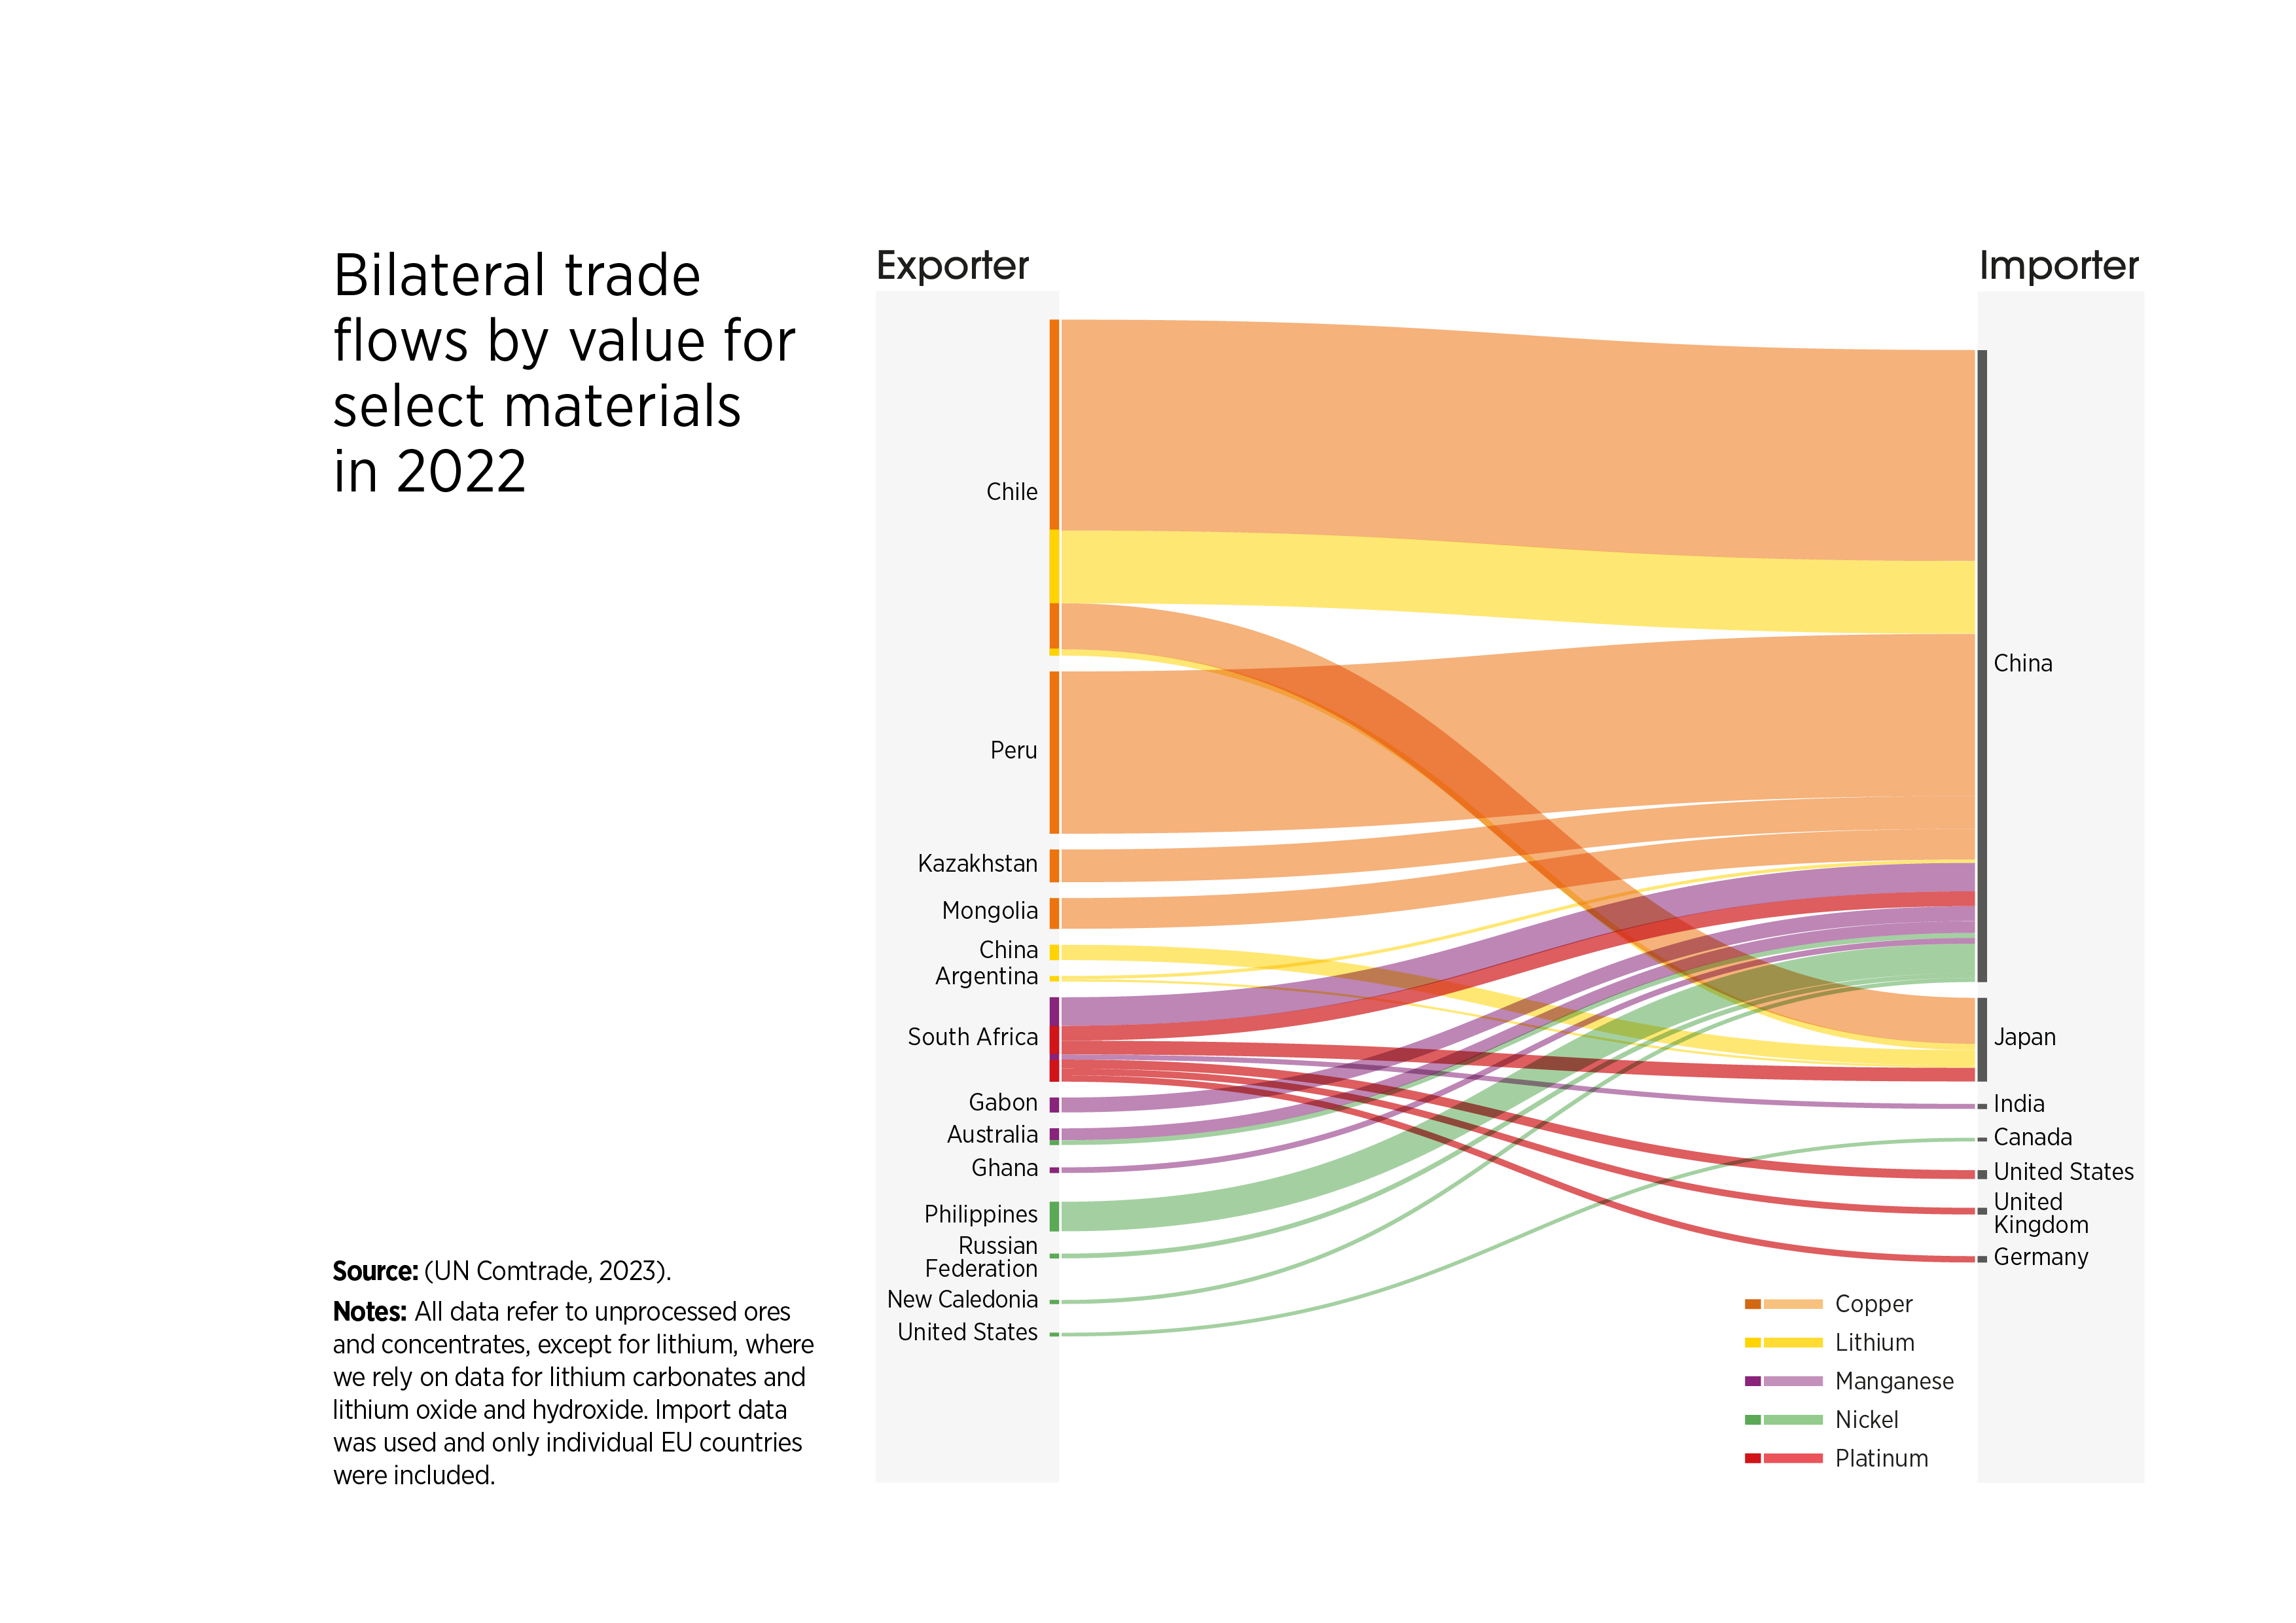 Bilateral trade
flows by value for
select materials
in 2022
Exporter
Importer
Chile
Peru
Kazakhstan
Mongolia
China
Argentina
South Africa
Gabon
Australia
Ghana
Philippines
Russian
Federation
New Caledonia
United States
China
Japan
India
Canada
United States
United
Kingdom
Germany
Copper
Lithium
Manganese
Nickel
Platinum
Source: (UN Comtrade, 2023).
Notes: All data refer to unprocessed ores
and concentrates, except for lithium, where
we rely on data for lithium carbonates and
lithium oxide and hydroxide. Import data
was used and only individual EU countries
were included.